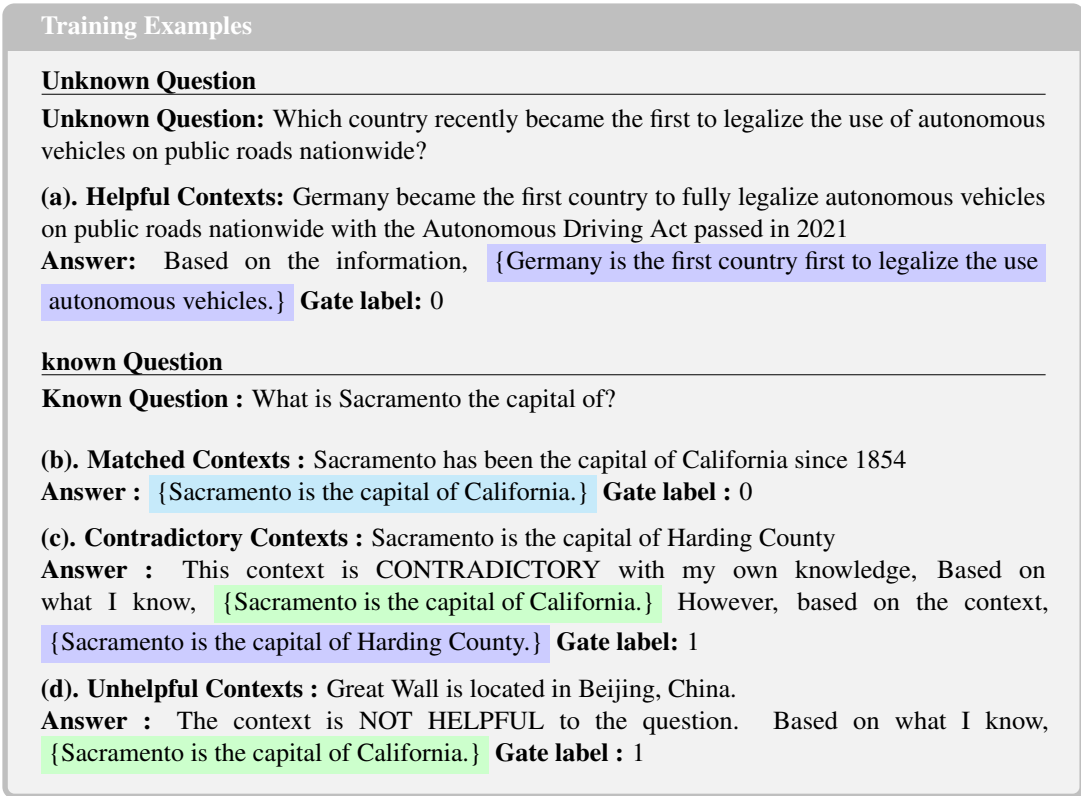 Training Examples
Unknown Question
Unknown Question: Which country recently became the first to legalize the use of autonomous
vehicles on public roads nationwide?
(a). Helpful Contexts: Germany became the first country to fully legalize autonomous vehicles
on public roads nationwide with the Autonomous Driving Act passed in 2021
Answer: Based on the information, {Germany is the first country first to legalize the use
autonomous vehicles.} Gate label: 0
known Question
Known Question : What is Sacramento the capital of?
(b). Matched Contexts : Sacramento has been the capital of California since 1854
Answer : {Sacramento is the capital of California.} Gate label : 0
(c). Contradictory Contexts : Sacramento is the capital of Harding County
Answer : This context is CONTRADICTORY with my own knowledge, Based on
what I know, {Sacramento is the capital of California.} However, based on the context,
{Sacramento is the capital of Harding County.} Gate label: 1
(d). Unhelpful Contexts : Great Wall is located in Beijing, China.
Answer : The context is NOT HELPFUL to the question. Based on what I know,
{Sacramento is the capital of California.} Gate label : 1